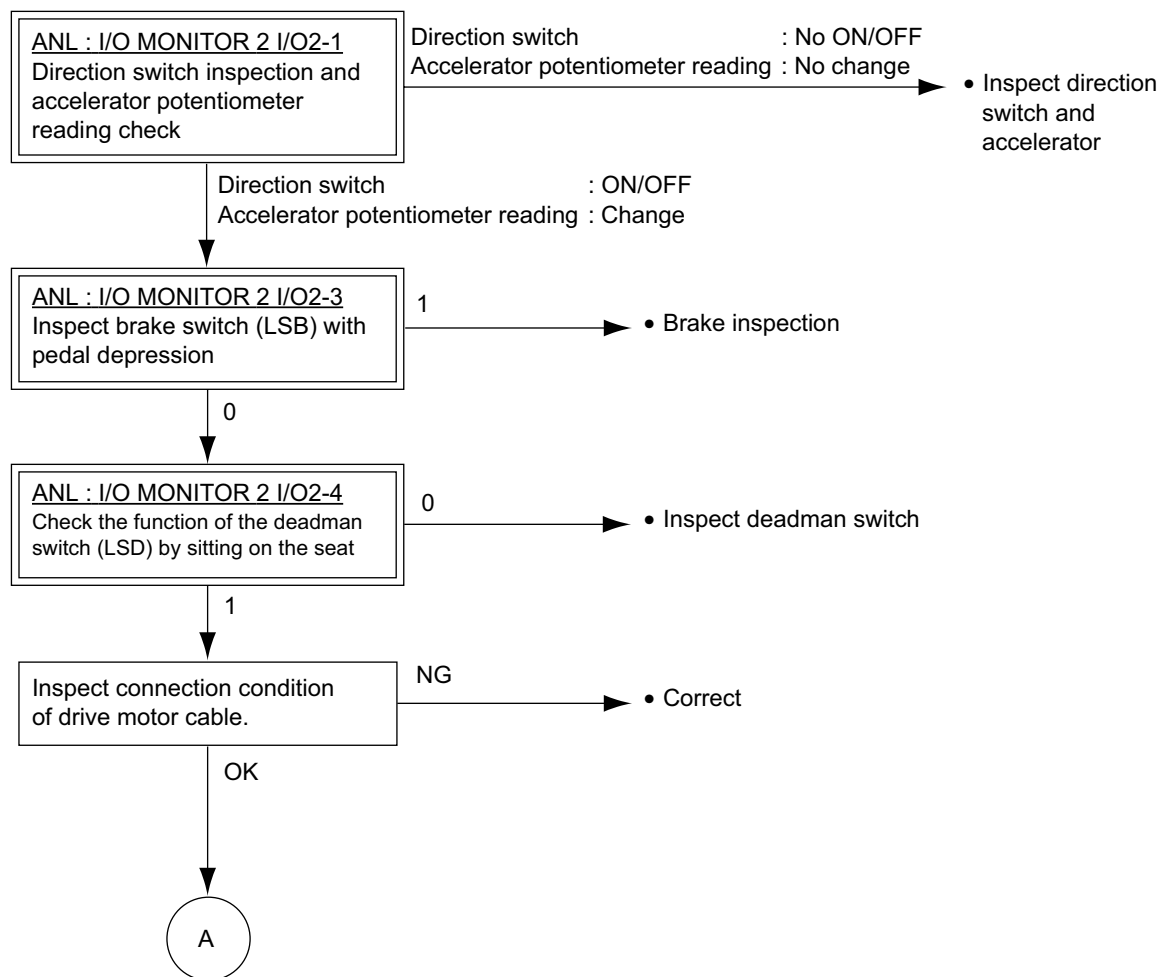 ANL : I/O MONITOR 2 I/O2-1
Direction switch inspection and
accelerator potentiometer
reading check
Direction switch : No ON/OFF
Accelerator potentiometer reading : No change
• Inspect direction
switch and
accelerator
Direction switch : ON/OFF
Accelerator potentiometer reading : Change
ANL : I/O MONITOR 2 I/O2-3
Inspect brake switch (LSB) with
pedal depression
1
• Brake inspection
0
ANL : I/O MONITOR 2 I/O2-4
Check the function of the deadman
switch (LSD) by sitting on the seat
0
• Inspect deadman switch
1
Inspect connection condition
of drive motor cable.
NG
• Correct
OK
A